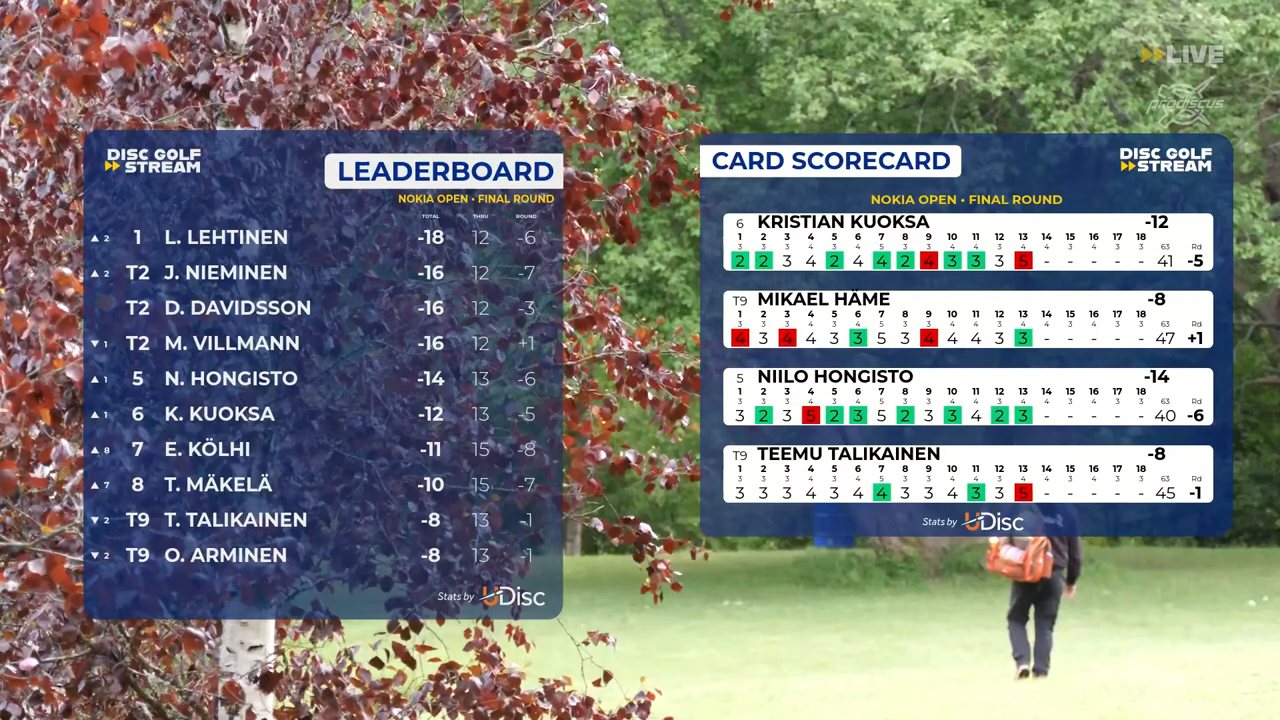 LIVE
prodiscus
DISC GOLF
STREAM
LEADERBOARD
NOKIA OPEN • FINAL ROUND
TOTAL THRU ROUND
▲ 2 1 L. LEHTINEN -18 12 -6
▲ 2 T2 J. NIEMINEN -16 12 -7
T2 D. DAVIDSSON -16 12 -3
▼ 1 T2 M. VILLMANN -16 12 +1
▲ 1 5 N. HONGISTO -14 13 -6
▲ 1 6 K. KUOKSA -12 13 -5
▲ 8 7 E. KÖLHI -11 15 -8
▲ 7 8 T. MÄKELÄ -10 15 -7
▼ 2 T9 T. TALIKAINEN -8 13 -1
▼ 2 T9 O. ARMINEN -8 13 -1
Stats by UDisc
CARD SCORECARD
DISC GOLF
STREAM
NOKIA OPEN • FINAL ROUND
6 KRISTIAN KUOKSA -12
1 2 3 4 5 6 7 8 9 10 11 12 13 14 15 16 17 18
3 3 3 4 3 4 5 3 3 4 4 3 3 4 3 4 3 3 63 Rd
2 2 3 4 2 4 4 2 4 3 3 3 5 - - - - - 41 -5
T9 MIKAEL HÄME -8
1 2 3 4 5 6 7 8 9 10 11 12 13 14 15 16 17 18
3 3 3 4 3 4 5 3 3 4 4 3 3 4 3 4 3 3 63 Rd
4 3 4 4 3 3 5 3 4 4 4 3 3 - - - - - 47 +1
5 NIILO HONGISTO -14
1 2 3 4 5 6 7 8 9 10 11 12 13 14 15 16 17 18
3 3 3 4 3 4 5 3 3 4 4 3 4 4 3 4 3 3 63 Rd
3 2 3 5 2 3 5 2 3 3 4 2 3 - - - - - 40 -6
T9 TEEMU TALIKAINEN -8
1 2 3 4 5 6 7 8 9 10 11 12 13 14 15 16 17 18
3 3 3 4 3 4 5 3 3 4 4 3 4 4 3 4 3 3 63 Rd
3 3 3 4 3 4 4 3 3 4 3 3 5 - - - - - 45 -1
Stats by UDisc